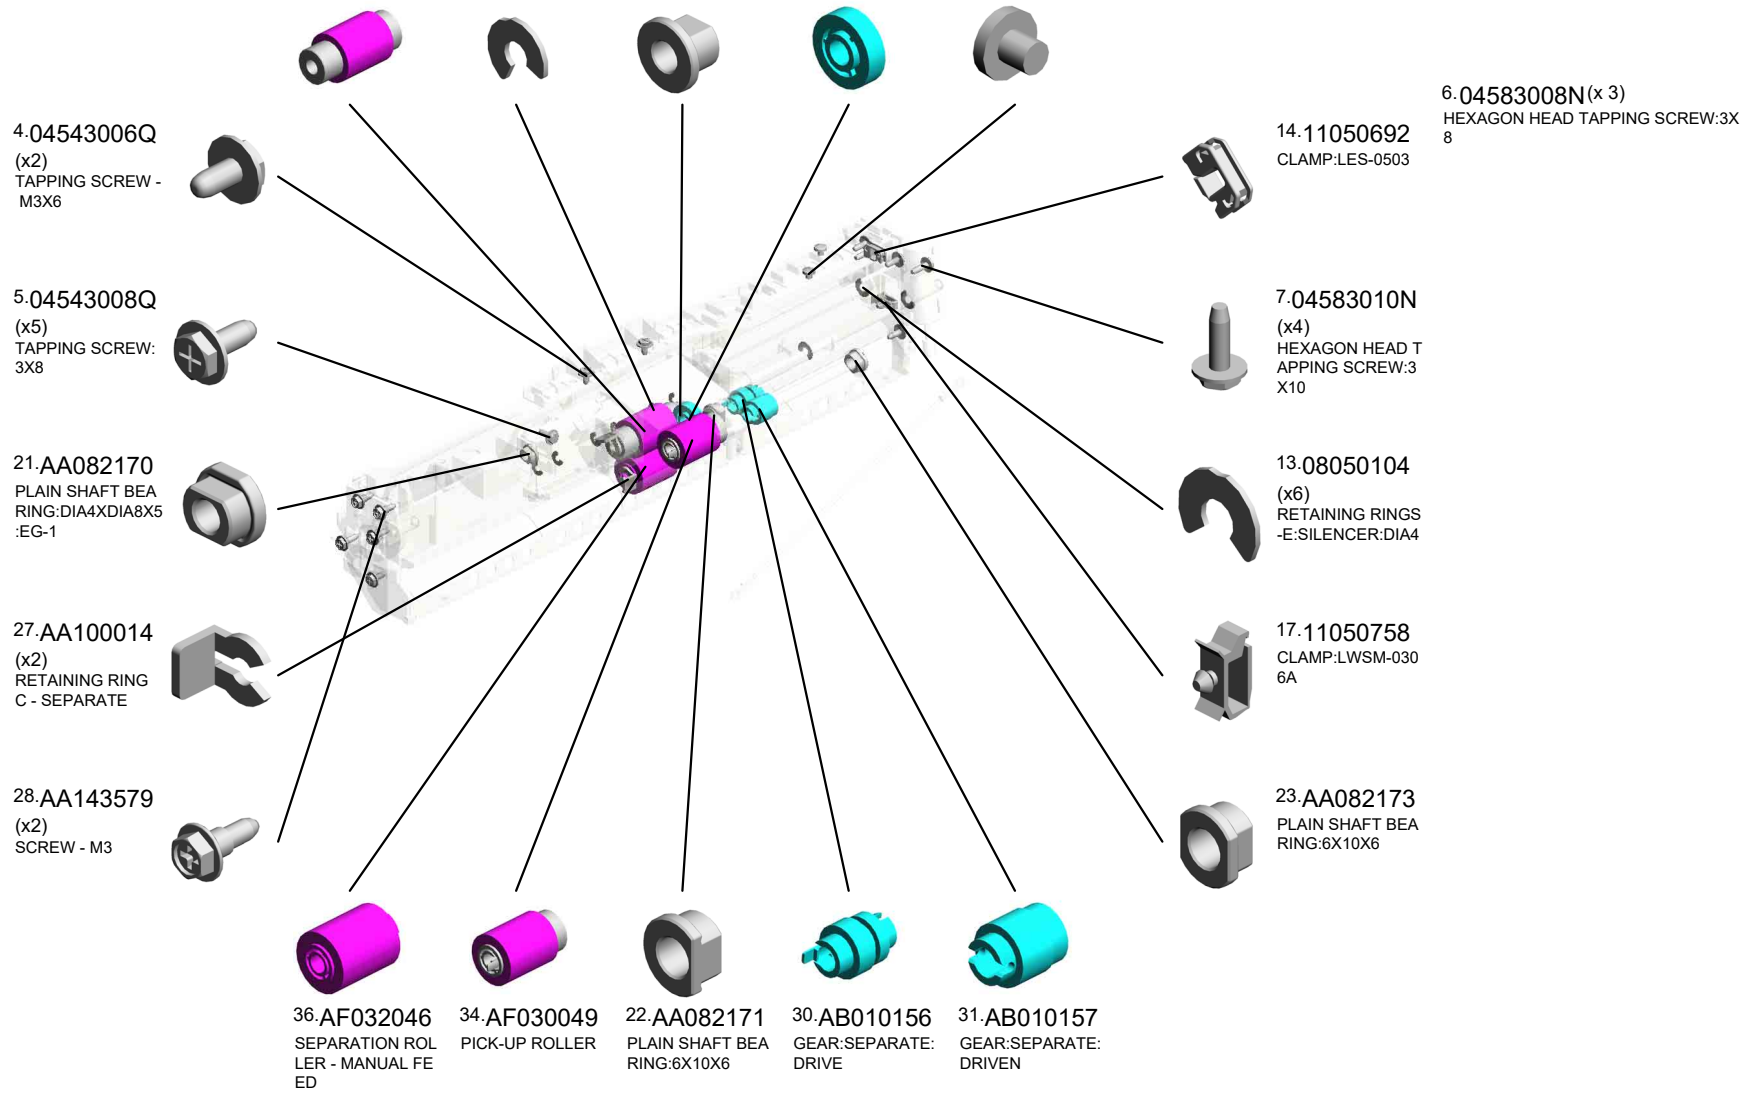 4.04543006Q
(x2)
TAPPING SCREW -
M3X6
5.04543008Q
(x5)
TAPPING SCREW:
3X8
21.AA082170
PLAIN SHAFT BEA
RING:DIA4XDIA8X5
:EG-1
27.AA100014
(x2)
RETAINING RING
C - SEPARATE
28.AA143579
(x2)
SCREW - M3
6.04583008N(x 3)
HEXAGON HEAD TAPPING SCREW:3X
8
14.11050692
CLAMP:LES-0503
7.04583010N
(x4)
HEXAGON HEAD T
APPING SCREW:3
X10
13.08050104
(x6)
RETAINING RINGS
-E:SILENCER:DIA4
17.11050758
CLAMP:LWSM-030
6A
23.AA082173
PLAIN SHAFT BEA
RING:6X10X6
36.AF032046
SEPARATION ROL
LER - MANUAL FE
ED
34.AF030049
PICK-UP ROLLER
22.AA082171
PLAIN SHAFT BEA
RING:6X10X6
30.AB010156
GEAR:SEPARATE:
DRIVE
31.AB010157
GEAR:SEPARATE:
DRIVEN